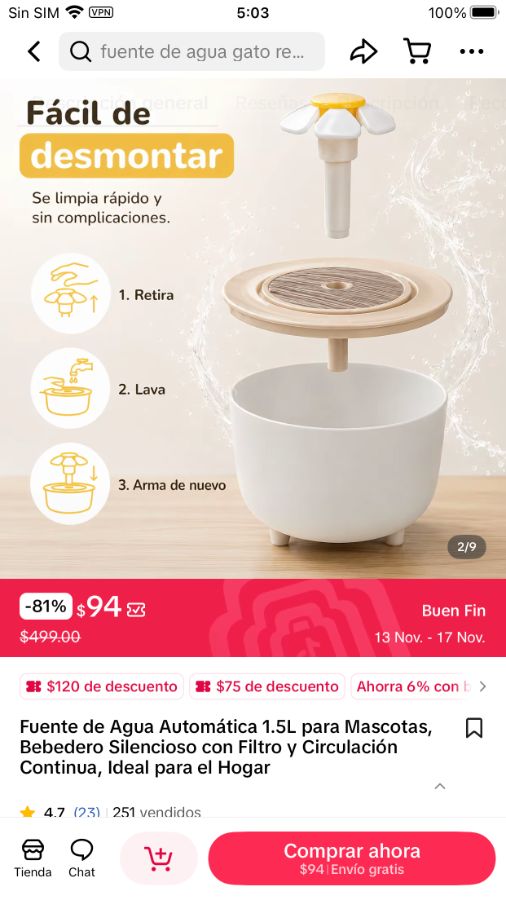 Sin SIM VPN 5:03 100%
fuente de agua gato re...
Fácil de
desmontar
Se limpia rápido y
sin complicaciones.
1. Retira
2. Lava
3. Arma de nuevo
2/9
-81% $94 Buen Fin
$499.00 13 Nov. - 17 Nov.
$120 de descuento $75 de descuento Ahorra 6% con b
Fuente de Agua Automática 1.5L para Mascotas,
Bebedero Silencioso con Filtro y Circulación
Continua, Ideal para el Hogar
4.7 (23) 251 vendidos
Tienda Chat Comprar ahora
$94 Envío gratis